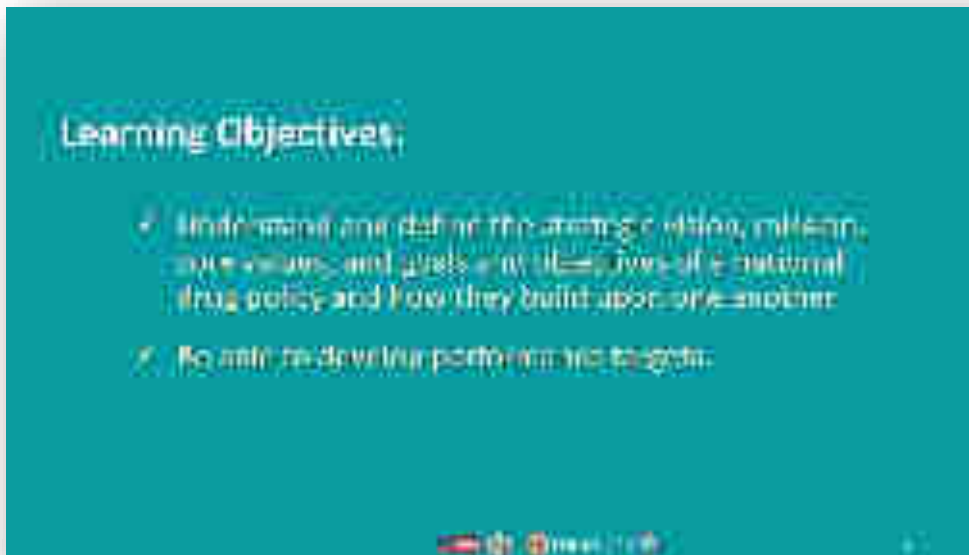 Learning Objectives.
✓ Understand and define the strategic vision, mission,
core values, and goals and objectives of a national
drug policy and how they build upon one another
✓ Be able to develop performance targets.